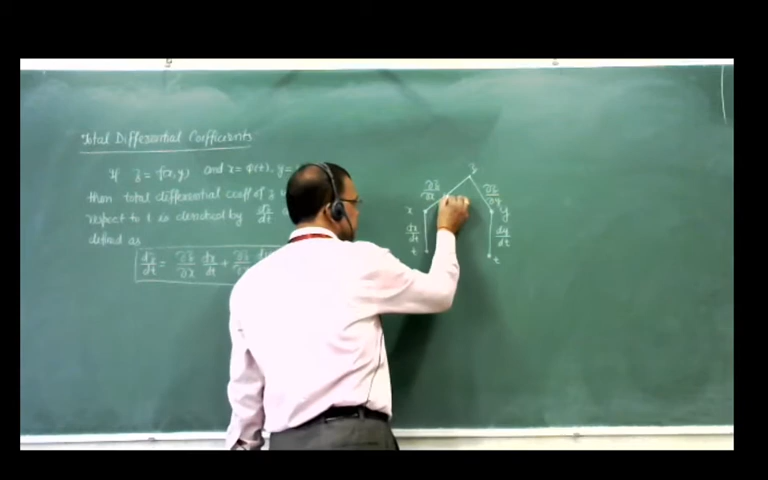 Total Differential Coefficients
If z = f(x, y) and x = φ(t), y =
then total differential coeff of z
respect to t is denoted by dz/dt
defined as
dz/dt = ∂z/∂x dx/dt + ∂z/
z
∂z/∂x ∂z/∂y
x y
dx/dt dy/dt
t t